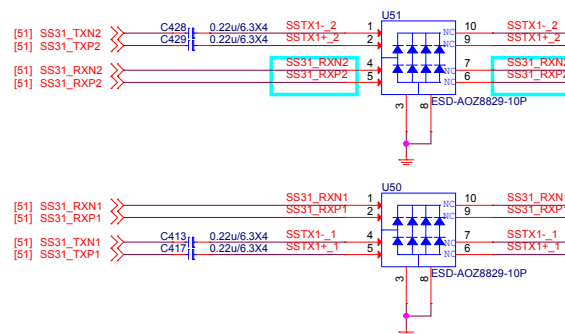 U51
[51] SS31_TXN2 C428 0.22u/6.3X4 SSTX1-_2 1 10 SSTX1-_2
[51] SS31_TXP2 C429 0.22u/6.3X4 SSTX1+_2 2 NC 9 SSTX1+_2
[51] SS31_RXN2 SS31_RXN2 4 NC 7 SS31_RXN2
[51] SS31_RXP2 SS31_RXP2 5 NC 6 SS31_RXP2
3 8 ESD-AOZ8829-10P
U50
[51] SS31_RXN1 SS31_RXN1 1 NC 10 SS31_RXN1
[51] SS31_RXP1 SS31_RXP1 2 NC 9 SS31_RXP1
[51] SS31_TXN1 C413 0.22u/6.3X4 SSTX1-_1 4 NC 7 SSTX1-_1
[51] SS31_TXP1 C417 0.22u/6.3X4 SSTX1+_1 5 NC 6 SSTX1+_1
3 8 ESD-AOZ8829-10P